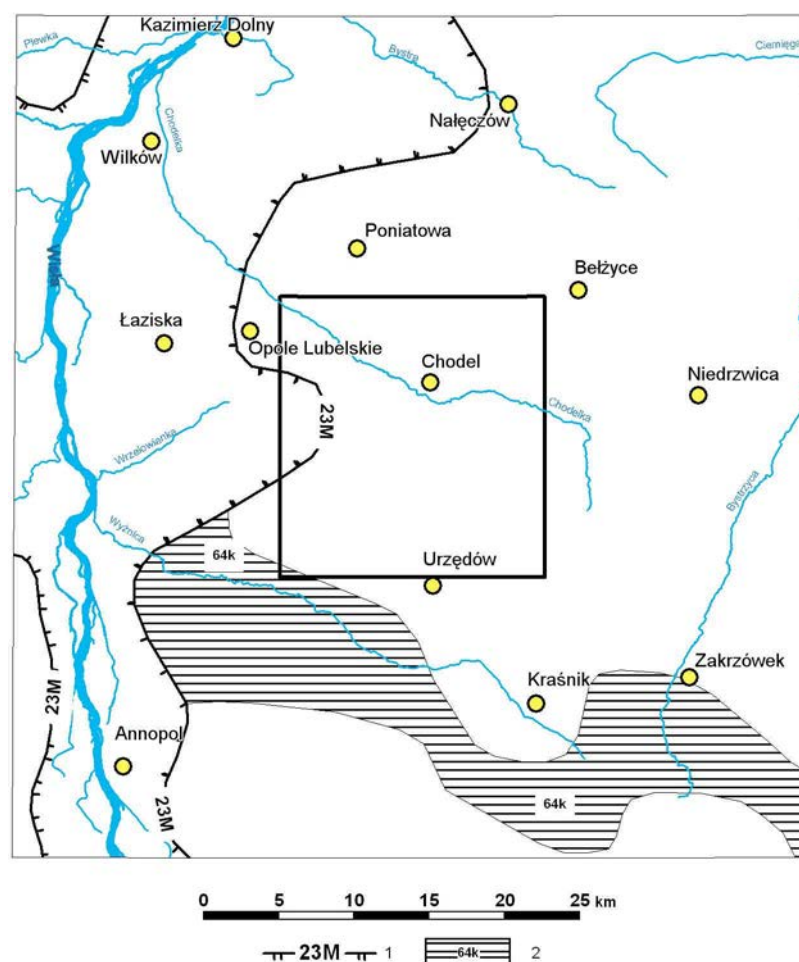 Kazimierz Dolny
Plewka
Bystra
Ciemięga
Chodelka
Nałęczów
Wilków
Poniatowa
Wisła
Bełżyce
Łaziska
Opole Lubelskie
Chodel
Niedrzwica
23M
Chodelka
Wrzelowianka
Bystrzyca
Wyżnica
64k
Urzędów
Zakrzówek
23M
Kraśnik
Annopol
64k
23M
0 5 10 15 20 25 km
23M 1 64k 2